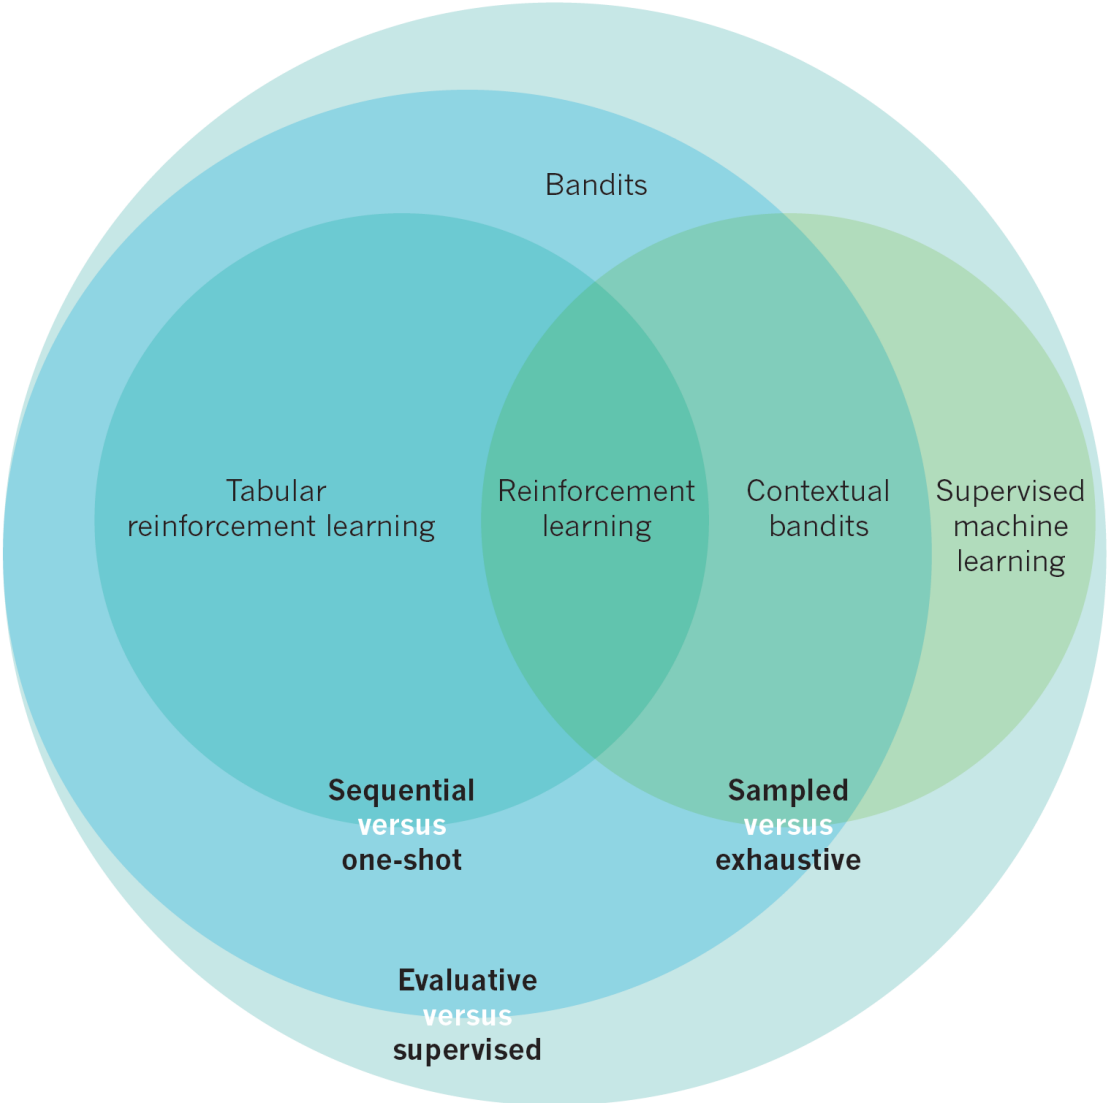 Bandits
Tabular
reinforcement learning
Reinforcement
learning
Contextual
bandits
Supervised
machine
learning
Sequential
versus
one-shot
Sampled
versus
exhaustive
Evaluative
versus
supervised